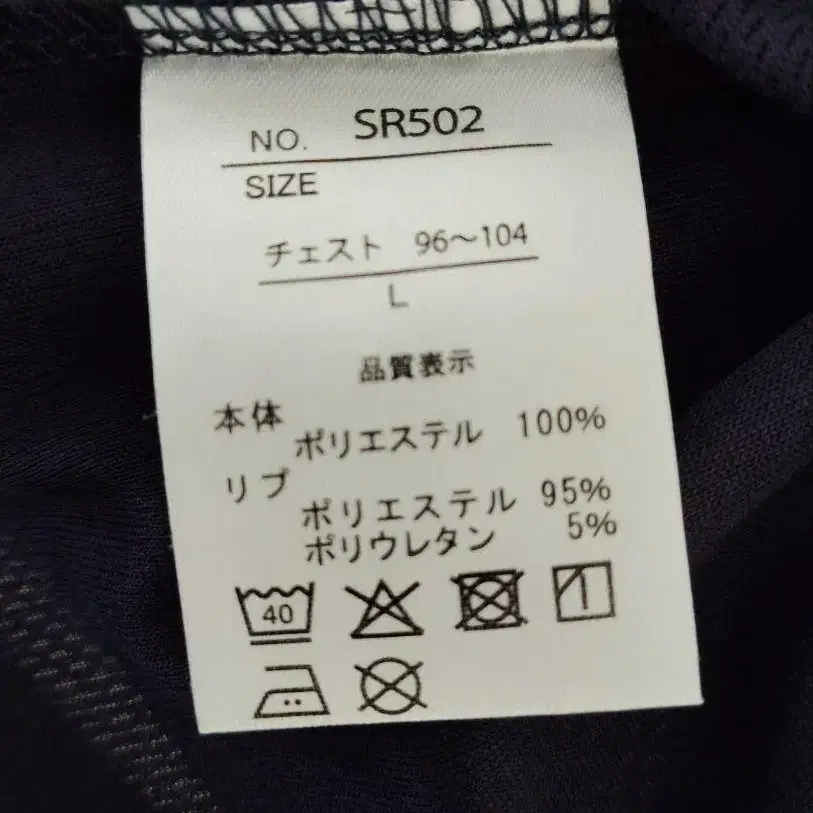 NO. SR502
SIZE
チェスト 96～104
L
品質表示
本体
ポリエステル 100%
リブ
ポリエステル 95%
ポリウレタン 5%
40